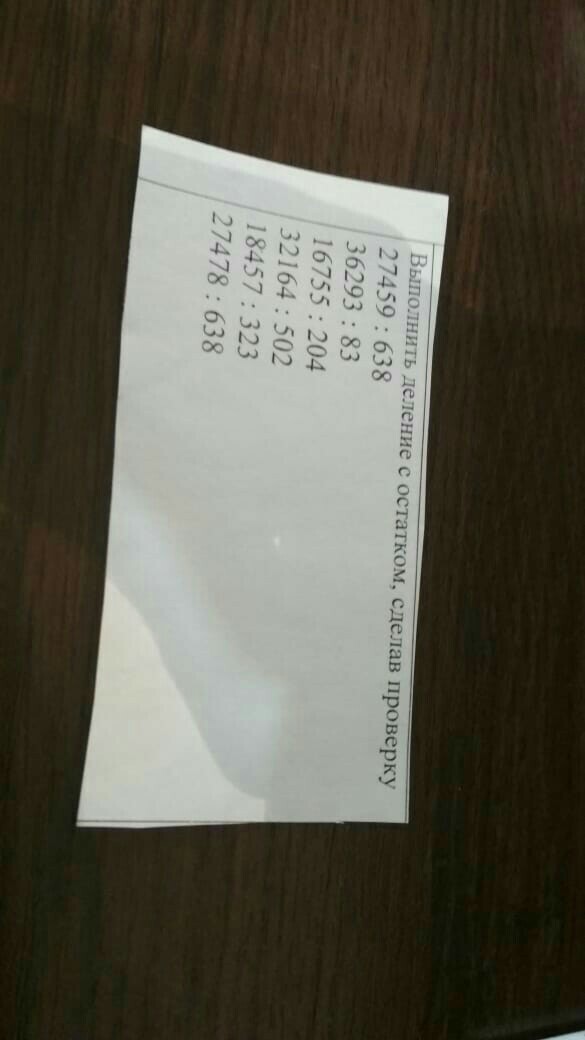 Выполнить деление с остатком, сделав проверку
27459 : 638
36293 : 83
16755 : 204
32164 : 502
18457 : 323
27478 : 638